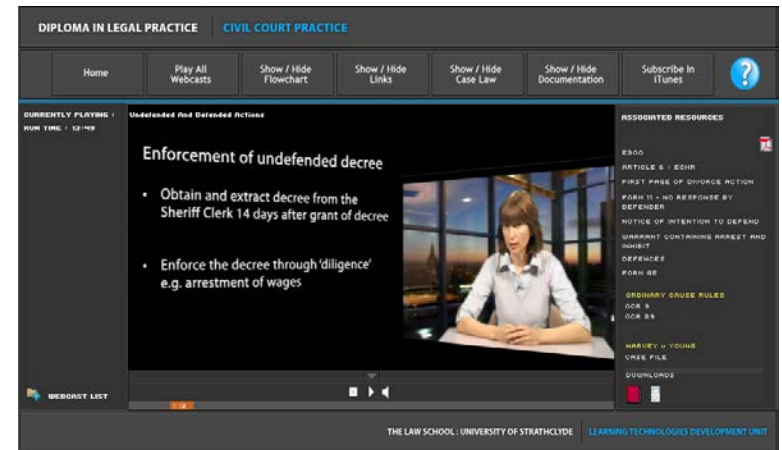 DIPLOMA IN LEGAL PRACTICE
CIVIL COURT PRACTICE
Home
Play All
Webcasts
Show / Hide
Flowchart
Show / Hide
Links
Show / Hide
Case Law
Show / Hide
Documentation
Subscribe In
iTunes
?
CURRENTLY PLAYING :
RUN TIME : 12:49
Undefended And Defended Actions
Enforcement of undefended decree
• Obtain and extract decree from the
Sheriff Clerk 14 days after grant of decree
• Enforce the decree through ‘diligence’
e.g. arrestment of wages
ASSOCIATED RESOURCES
ARTICLE 6 : ECHR
FIRST PAGE OF DIVORCE ACTION
FORM 11 - NO RESPONSE BY
DEFENDER
NOTICE OF INTENTION TO DEFEND
WARRANT CONTAINING ARREST AND
INHIBIT
DEFENCES
ORDINARY CAUSE RULES
OCR 9
HARVEY v YOUNG
CASE FILE
DOWNLOADS
WEBCAST LIST
THE LAW SCHOOL : UNIVERSITY OF STRATHCLYDE
LEARNING TECHNOLOGIES DEVELOPMENT UNIT